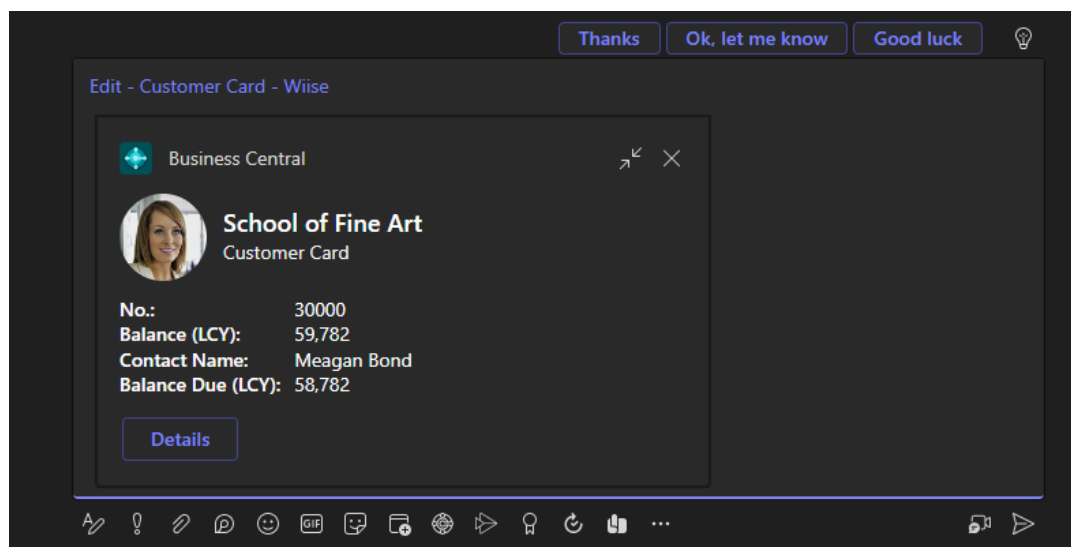 Thanks Ok, let me know Good luck
Edit - Customer Card - Wiise
Business Central
School of Fine Art
Customer Card
No.: 30000
Balance (LCY): 59,782
Contact Name: Meagan Bond
Balance Due (LCY): 58,782
Details
GIF